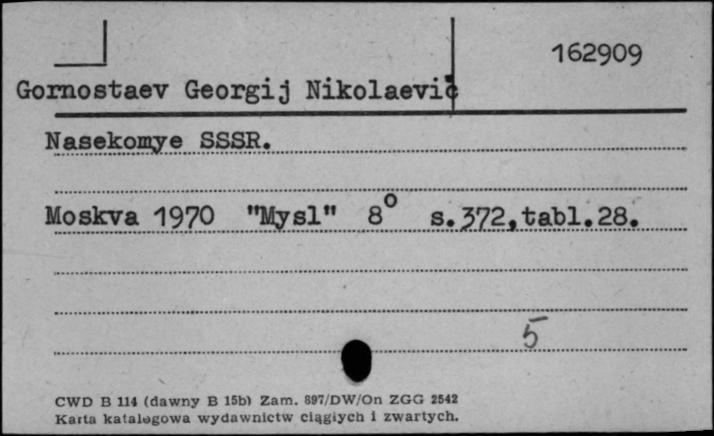 162909
Gornostaev Georgij Nikolaevič
Nasekomye SSSR.
Moskva 1970 "Mysl" 8° s.372,tabl.28.
5
CWD B 114 (dawny B 15b) Zam. 897/DW/On ZGG 2542
Karta katalogowa wydawnictw ciągłych i zwartych.